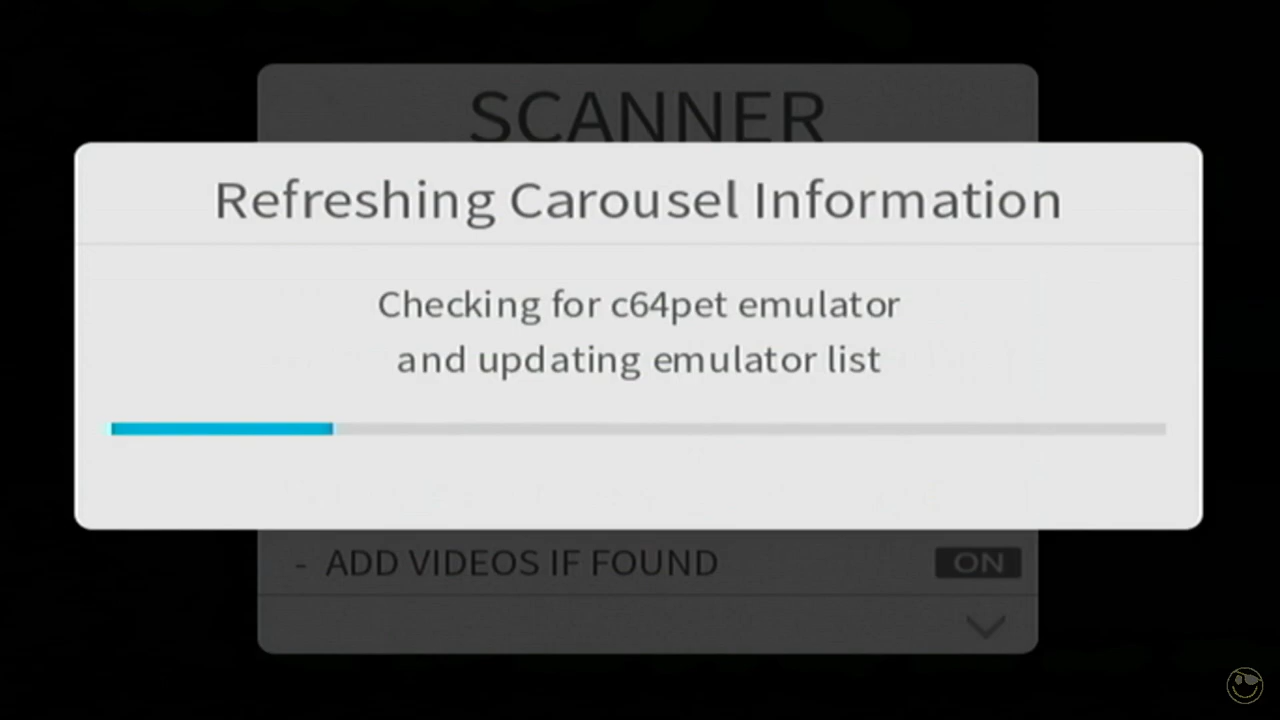 SCANNER
Refreshing Carousel Information
Checking for c64pet emulator
and updating emulator list
- ADD VIDEOS IF FOUND
ON